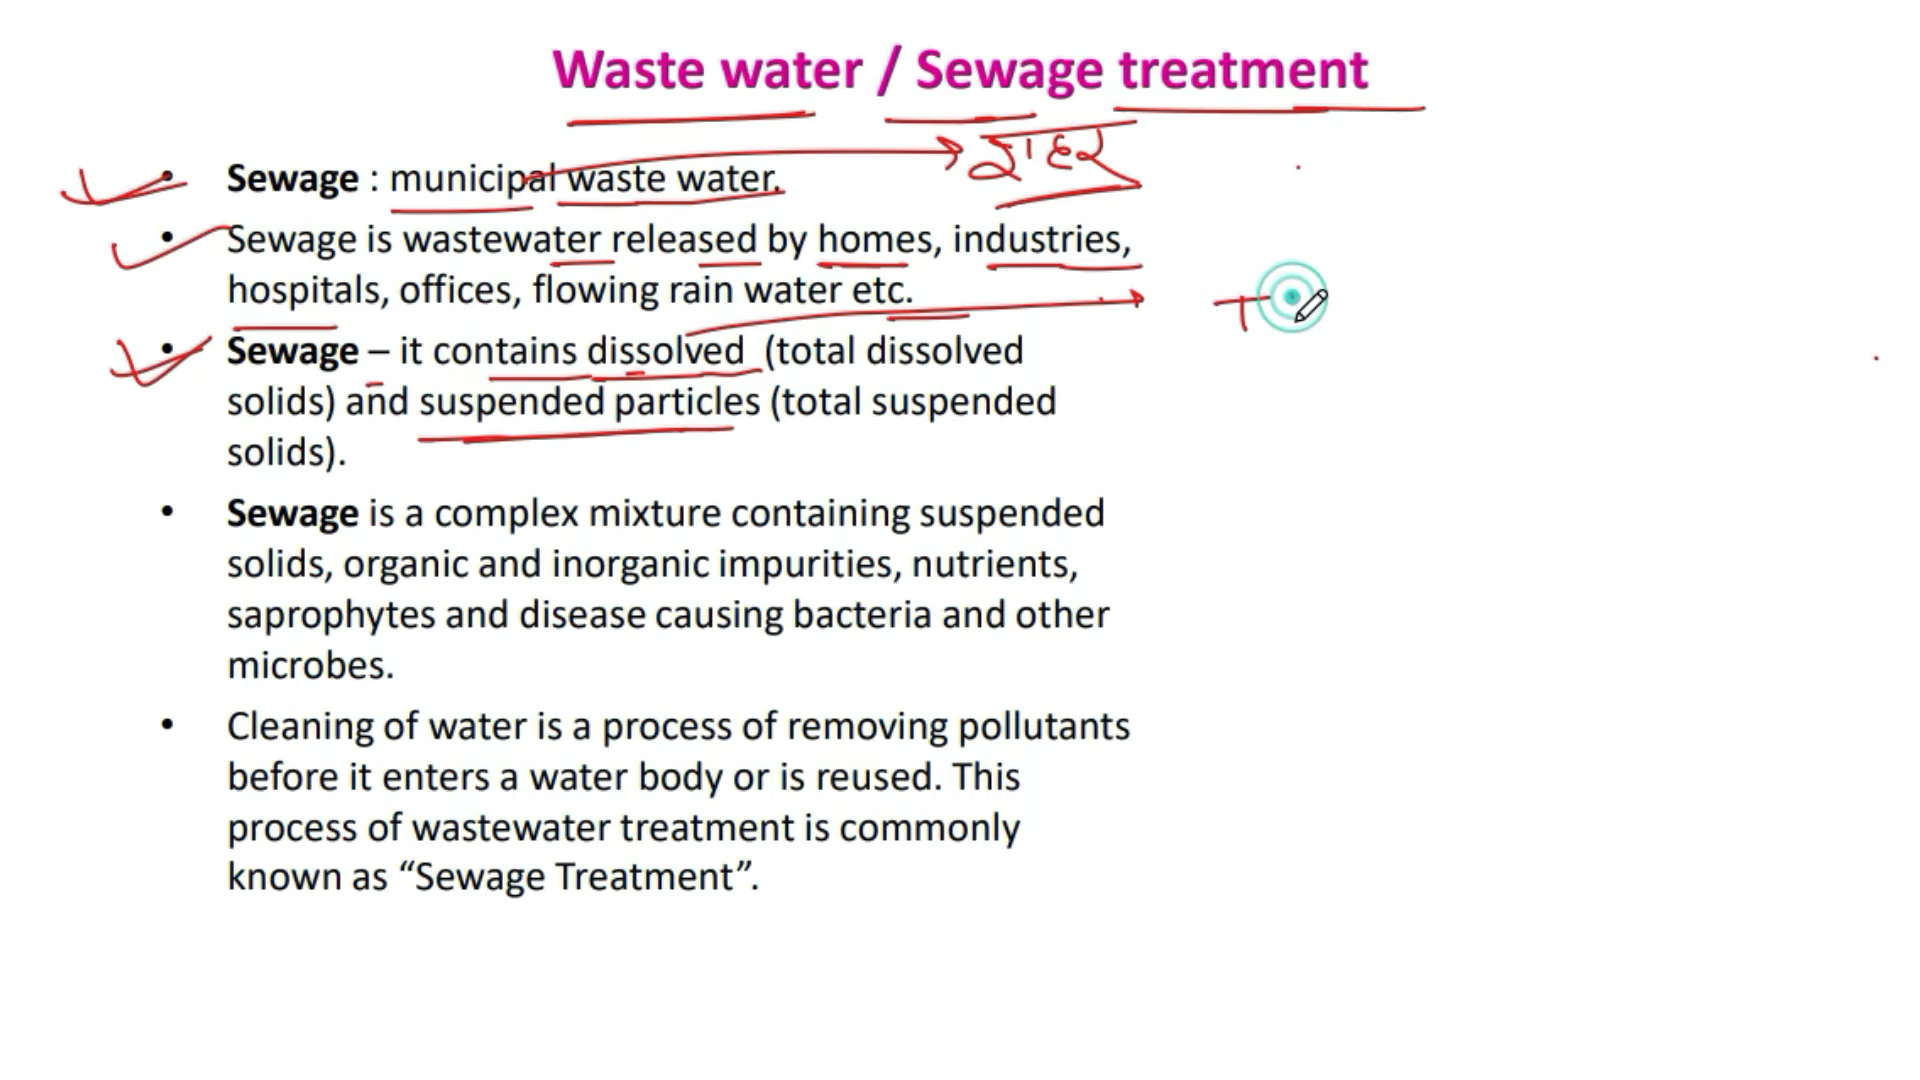 Waste water / Sewage treatment
• Sewage : municipal waste water.
• Sewage is wastewater released by homes, industries,
hospitals, offices, flowing rain water etc.
• Sewage – it contains dissolved (total dissolved
solids) and suspended particles (total suspended
solids).
• Sewage is a complex mixture containing suspended
solids, organic and inorganic impurities, nutrients,
saprophytes and disease causing bacteria and other
microbes.
• Cleaning of water is a process of removing pollutants
before it enters a water body or is reused. This
process of wastewater treatment is commonly
known as “Sewage Treatment”.